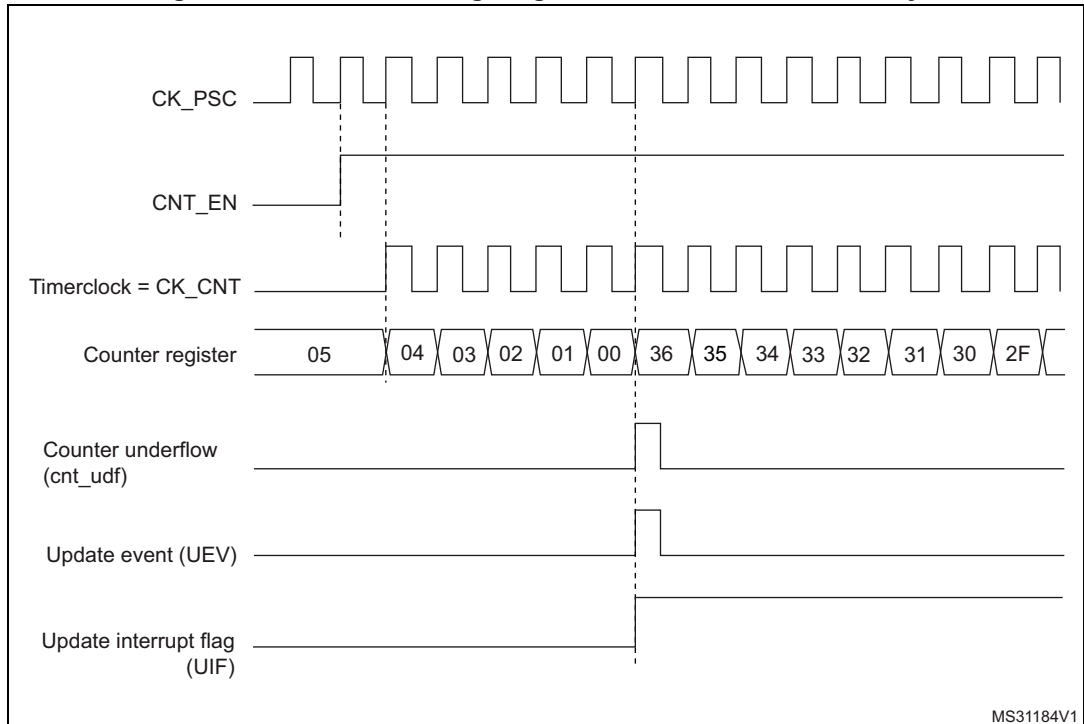 CK_PSC
CNT_EN
Timerclock = CK_CNT
Counter register 05 04 03 02 01 00 36 35 34 33 32 31 30 2F
Counter underflow
(cnt_udf)
Update event (UEV)
Update interrupt flag
(UIF)
MS31184V1